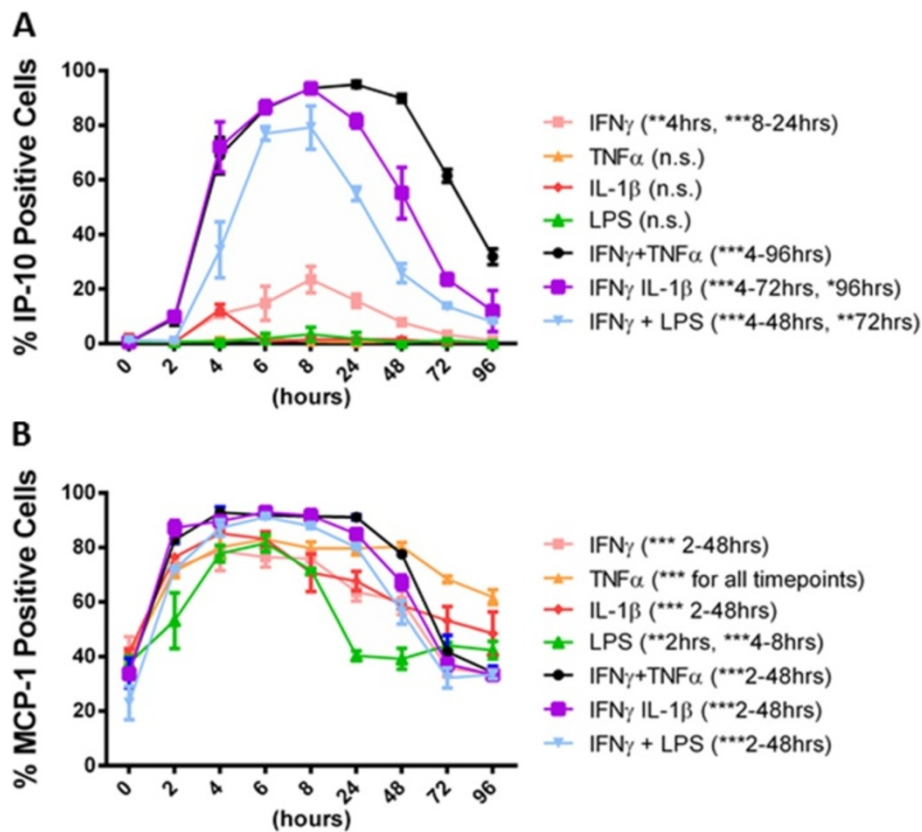 A
% IP-10 Positive Cells
100
80
60
40
20
0
0 2 4 6 8 24 48 72 96
(hours)
IFNγ (**4hrs, ***8-24hrs)
TNFα (n.s.)
IL-1β (n.s.)
LPS (n.s.)
IFNγ+TNFα (***4-96hrs)
IFNγ IL-1β (***4-72hrs, *96hrs)
IFNγ + LPS (***4-48hrs, **72hrs)
B
% MCP-1 Positive Cells
100
80
60
40
20
0
0 2 4 6 8 24 48 72 96
(hours)
IFNγ (*** 2-48hrs)
TNFα (*** for all timepoints)
IL-1β (*** 2-48hrs)
LPS (**2hrs, ***4-8hrs)
IFNγ+TNFα (***2-48hrs)
IFNγ IL-1β (***2-48hrs)
IFNγ + LPS (***2-48hrs)